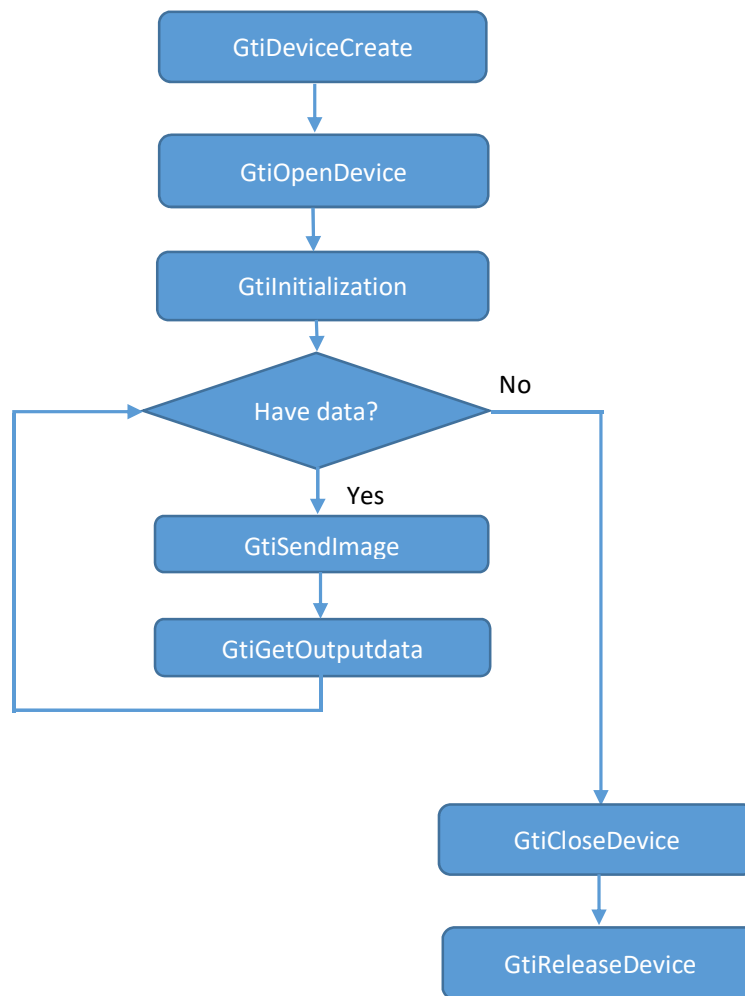 GtiDeviceCreate
GtiOpenDevice
GtiInitialization
Have data?
No
Yes
GtiSendImage
GtiGetOutputdata
GtiCloseDevice
GtiReleaseDevice